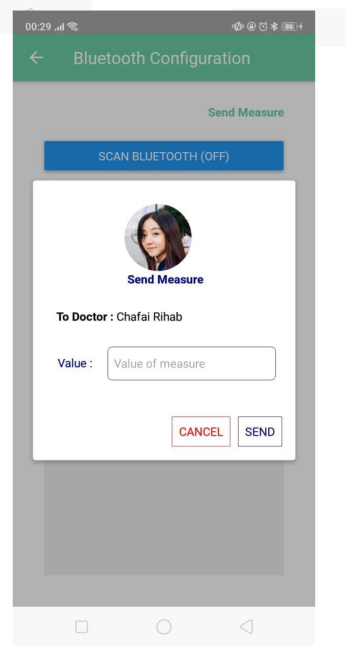 00:29
86
Bluetooth Configuration
Send Measure
SCAN BLUETOOTH (OFF)
Send Measure
To Doctor : Chafai Rihab
Value :
Value of measure
CANCEL
SEND